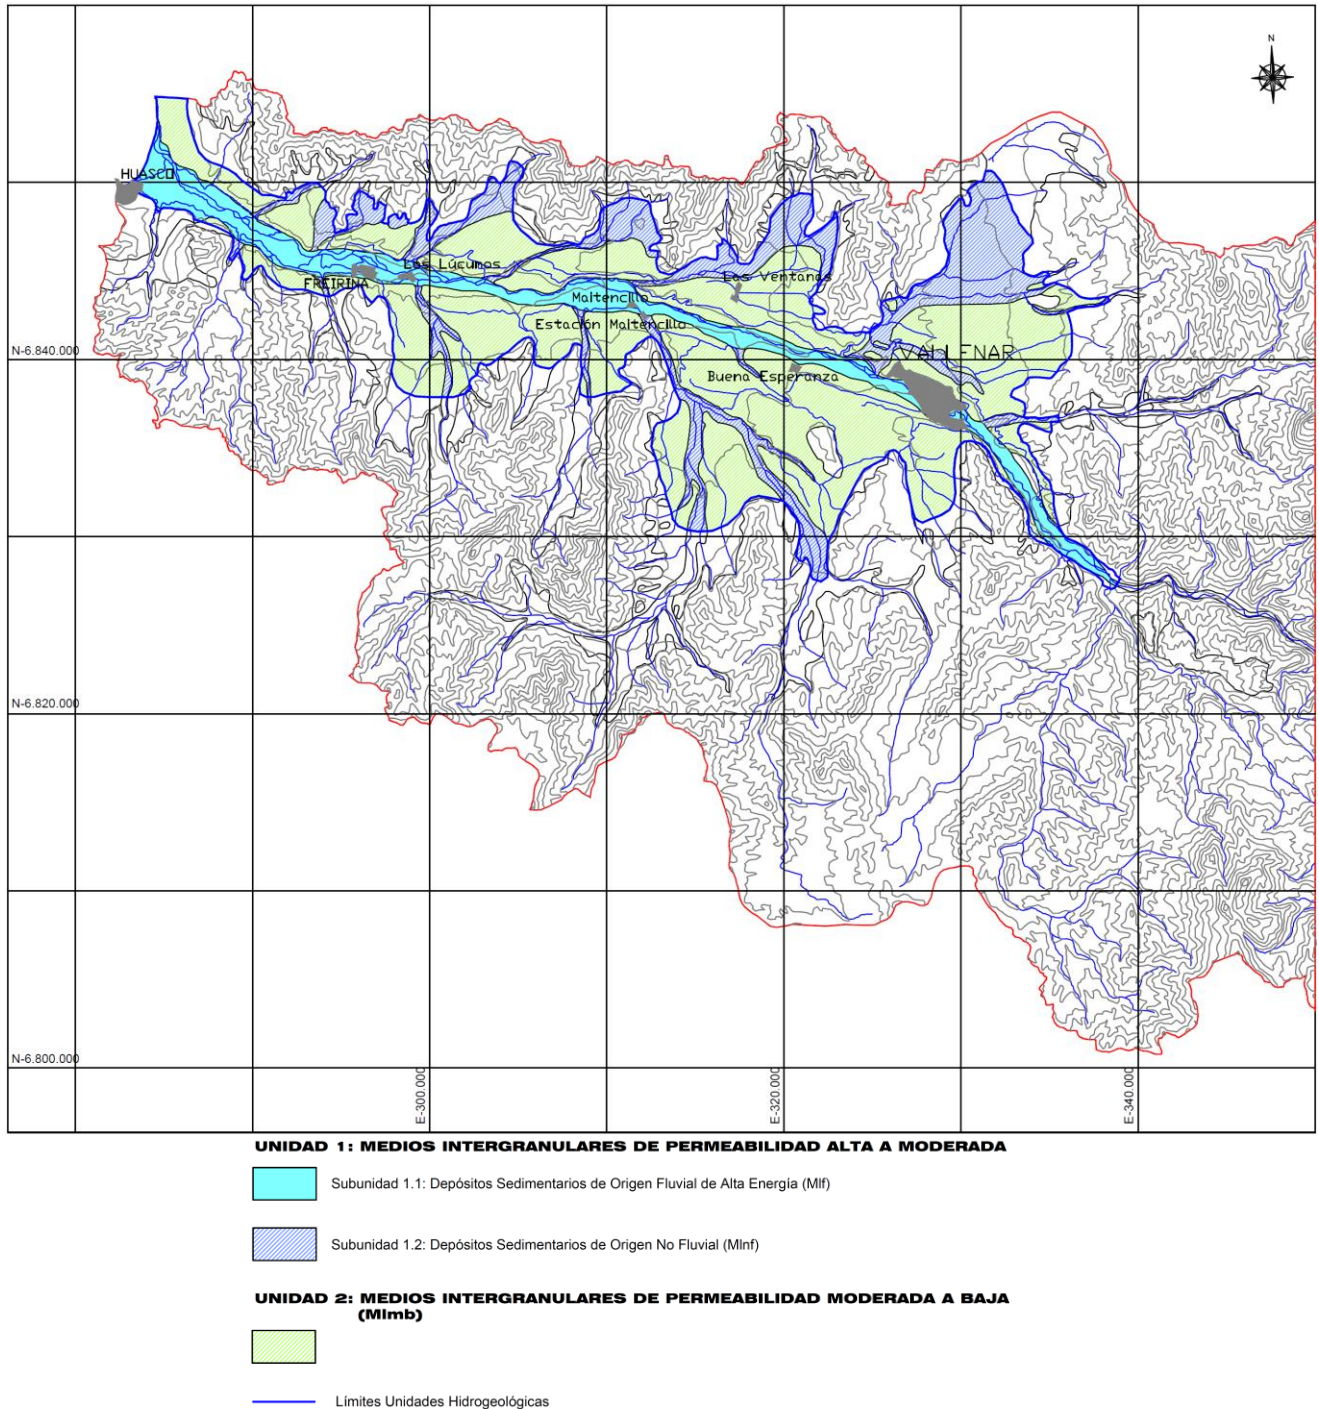 N
HUASCO
Los Lúcumos
FREIRINA
Las Ventanas
Maitencillo
Estación Maitencillo
VALLENAR
N-6.840.000
Buena Esperanza
N-6.820.000
N-6.800.000
E-300.000
E-320.000
E-340.000
UNIDAD 1: MEDIOS INTERGRANULARES DE PERMEABILIDAD ALTA A MODERADA
Subunidad 1.1: Depósitos Sedimentarios de Origen Fluvial de Alta Energía (MIf)
Subunidad 1.2: Depósitos Sedimentarios de Origen No Fluvial (MInf)
UNIDAD 2: MEDIOS INTERGRANULARES DE PERMEABILIDAD MODERADA A BAJA
(MImb)
Límites Unidades Hidrogeológicas